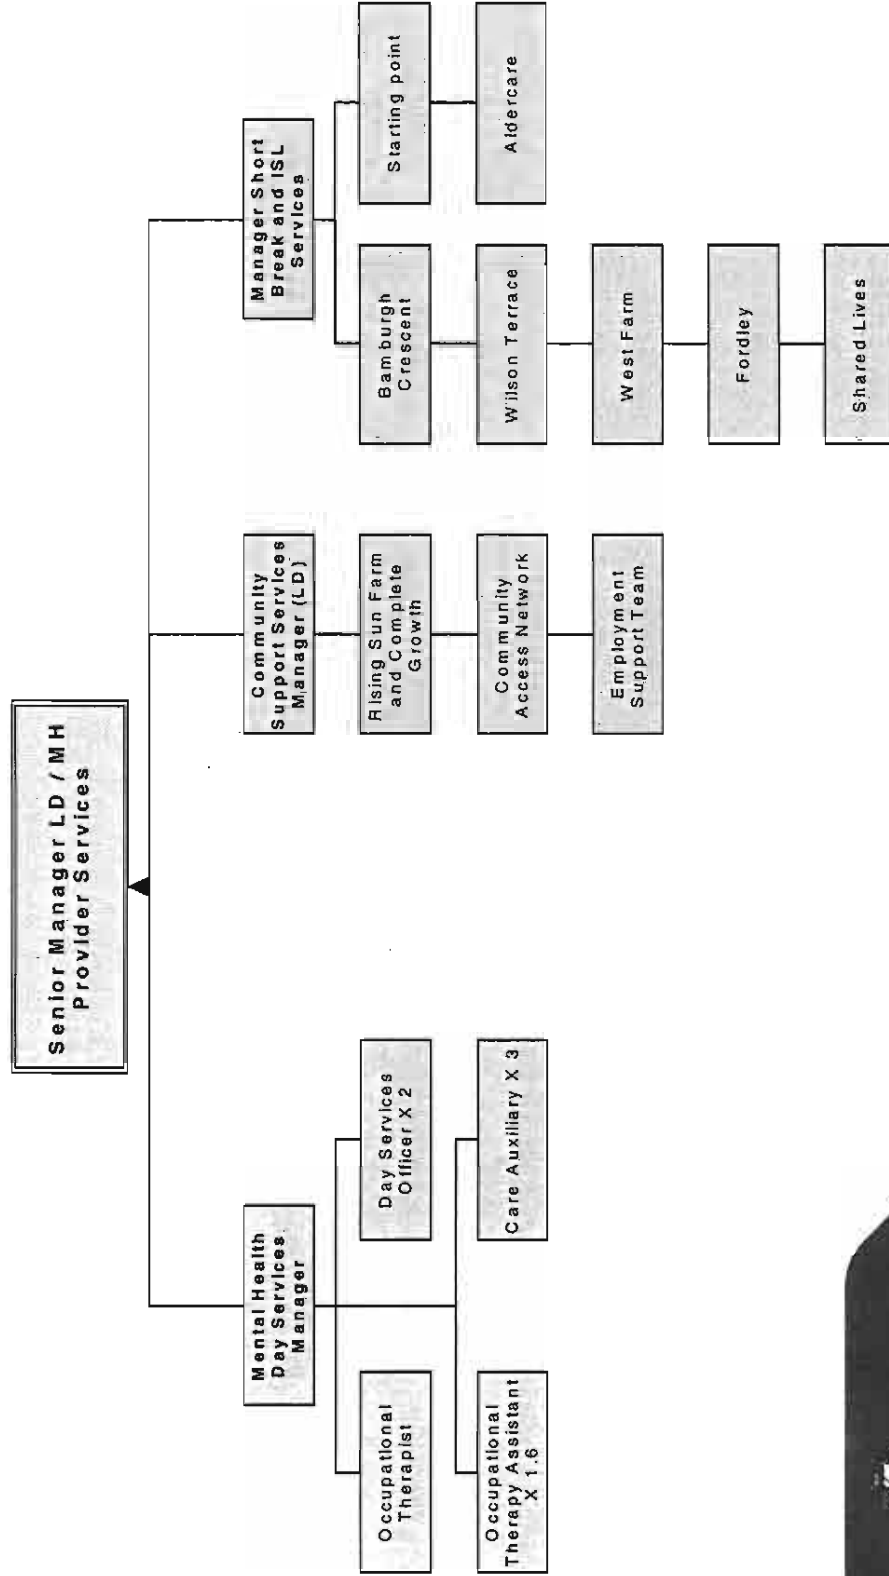 Senior Manager LD / MH
Provider Services
Mental Health
Day Services
Manager
Occupational
Therapist
Day Services
Officer X 2
Occupational
Therapy Assistant
X 1.6
Care Auxiliary X 3
Community
Support Services
Manager (LD)
Rising Sun Farm
and Complete
Growth
Community
Access Network
Employment
Support Team
Manager Short
Break and ISL
Services
Bamburgh
Crescent
Wilson Terrace
West Farm
Fordley
Shared Lives
Starting point
Aldercare